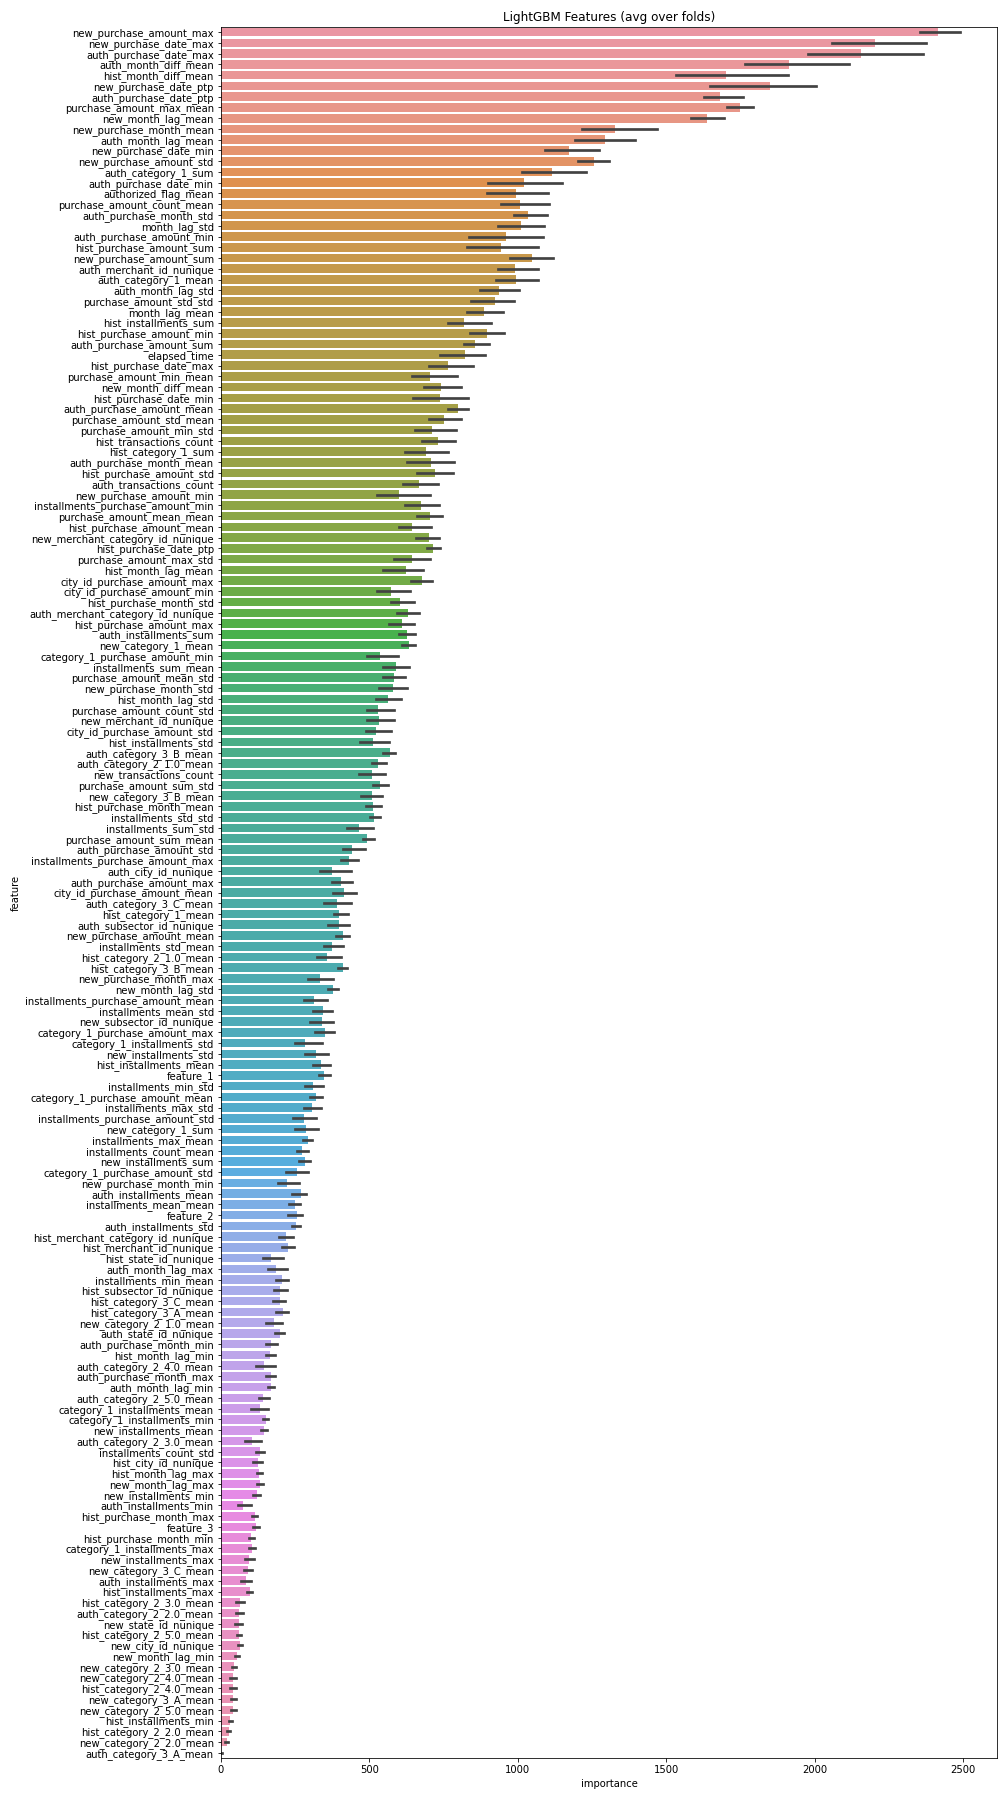 LightGBM Features (avg over folds)
new_purchase_amount_max
new_purchase_date_max
auth_purchase_date_max
auth_month_diff_mean
hist_month_diff_mean
new_purchase_date_ptp
auth_purchase_date_ptp
purchase_amount_max_mean
new_month_lag_mean
new_purchase_month_mean
auth_month_lag_mean
new_purchase_date_min
new_purchase_amount_std
auth_category_1_sum
auth_purchase_date_min
authorized_flag_mean
purchase_amount_count_mean
auth_purchase_month_std
month_lag_std
auth_purchase_amount_min
hist_purchase_amount_sum
new_purchase_amount_sum
auth_merchant_id_nunique
auth_category_1_mean
auth_month_lag_std
purchase_amount_std_std
month_lag_mean
hist_installments_sum
hist_purchase_amount_min
auth_purchase_amount_sum
elapsed_time
hist_purchase_date_max
purchase_amount_min_mean
new_month_diff_mean
hist_purchase_date_min
auth_purchase_amount_mean
purchase_amount_std_mean
purchase_amount_min_std
hist_transactions_count
hist_category_1_sum
auth_purchase_month_mean
hist_purchase_amount_std
auth_transactions_count
new_purchase_amount_min
installments_purchase_amount_min
purchase_amount_mean_mean
hist_purchase_amount_mean
new_merchant_category_id_nunique
hist_purchase_date_ptp
purchase_amount_max_std
hist_month_lag_mean
city_id_purchase_amount_max
city_id_purchase_amount_min
hist_purchase_month_std
auth_merchant_category_id_nunique
hist_purchase_amount_max
auth_installments_sum
new_category_1_mean
category_1_purchase_amount_min
installments_sum_mean
purchase_amount_mean_std
new_purchase_month_std
hist_month_lag_std
purchase_amount_count_std
new_merchant_id_nunique
city_id_purchase_amount_std
hist_installments_std
auth_category_3_B_mean
auth_category_2_1.0_mean
new_transactions_count
purchase_amount_sum_std
new_category_3_B_mean
hist_purchase_month_mean
installments_std_std
installments_sum_std
purchase_amount_sum_mean
auth_purchase_amount_std
installments_purchase_amount_max
auth_city_id_nunique
auth_purchase_amount_max
city_id_purchase_amount_mean
auth_category_3_C_mean
hist_category_1_mean
auth_subsector_id_nunique
new_purchase_amount_mean
installments_std_mean
hist_category_2_1.0_mean
hist_category_3_B_mean
new_purchase_month_max
new_month_lag_std
installments_purchase_amount_mean
installments_mean_std
new_subsector_id_nunique
category_1_purchase_amount_max
category_1_installments_std
new_installments_std
hist_installments_mean
feature_1
installments_min_std
category_1_purchase_amount_mean
installments_max_std
installments_purchase_amount_std
new_category_1_sum
installments_max_mean
installments_count_mean
new_installments_sum
category_1_purchase_amount_std
new_purchase_month_min
auth_installments_mean
installments_mean_mean
feature_2
auth_installments_std
hist_merchant_category_id_nunique
hist_merchant_id_nunique
hist_state_id_nunique
auth_month_lag_max
installments_min_mean
hist_subsector_id_nunique
hist_category_3_C_mean
hist_category_3_A_mean
new_category_2_1.0_mean
auth_state_id_nunique
auth_purchase_month_min
hist_month_lag_min
auth_category_2_4.0_mean
auth_purchase_month_max
auth_month_lag_min
auth_category_2_5.0_mean
category_1_installments_mean
category_1_installments_min
new_installments_mean
auth_category_2_3.0_mean
installments_count_std
hist_city_id_nunique
hist_month_lag_max
new_month_lag_max
new_installments_min
auth_installments_min
hist_purchase_month_max
feature_3
hist_purchase_month_min
category_1_installments_max
new_installments_max
new_category_3_C_mean
auth_installments_max
hist_installments_max
hist_category_2_3.0_mean
auth_category_2_2.0_mean
new_state_id_nunique
hist_category_2_5.0_mean
new_city_id_nunique
new_month_lag_min
new_category_2_3.0_mean
new_category_2_4.0_mean
hist_category_2_4.0_mean
new_category_3_A_mean
new_category_2_5.0_mean
hist_installments_min
hist_category_2_2.0_mean
new_category_2_2.0_mean
auth_category_3_A_mean
feature
0 500 1000 1500 2000 2500
importance